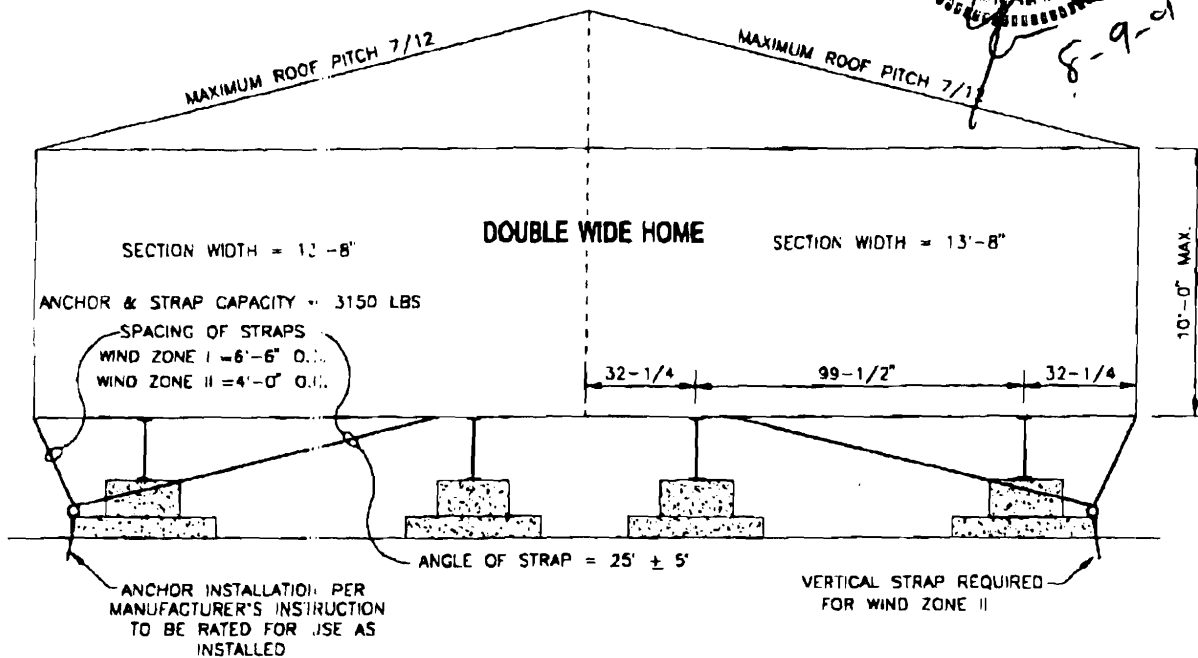 MAXIMUM ROOF PITCH 7/12
MAXIMUM ROOF PITCH 7/12
8-9-9
DOUBLE WIDE HOME
SECTION WIDTH = 13'-8"
SECTION WIDTH = 13'-8"
ANCHOR & STRAP CAPACITY = 3150 LBS
SPACING OF STRAPS
WIND ZONE I =6'-6" O.C.
WIND ZONE II =4'-0" O.C.
10'-0" MAX.
32-1/4
99-1/2"
32-1/4
ANGLE OF STRAP = 25' ± 5'
ANCHOR INSTALLATION PER
MANUFACTURER'S INSTRUCTION
TO BE RATED FOR USE AS
INSTALLED
VERTICAL STRAP REQUIRED
FOR WIND ZONE II